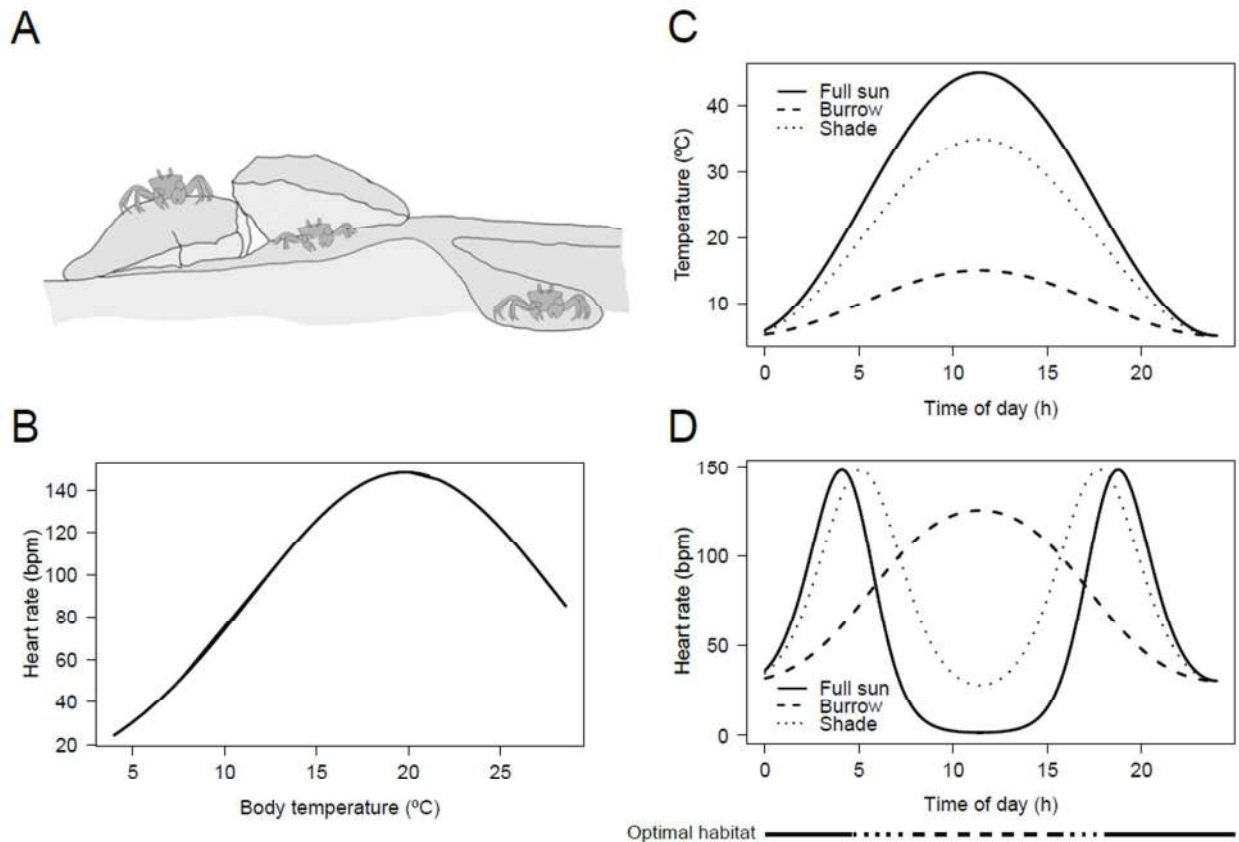 A
B
Heart rate (bpm)
140
120
100
80
60
40
20
5
10
15
20
25
Body temperature (ºC)
C
Temperature (ºC)
40
30
20
10
Full sun
Burrow
Shade
0
5
10
15
20
Time of day (h)
D
Heart rate (bpm)
150
100
50
0
Full sun
Burrow
Shade
0
5
10
15
20
Time of day (h)
Optimal habitat